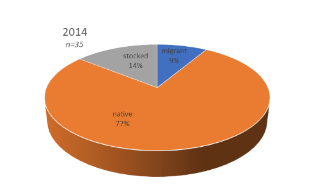 2014
n=35
migrant
9%
stocked
14%
native
77%